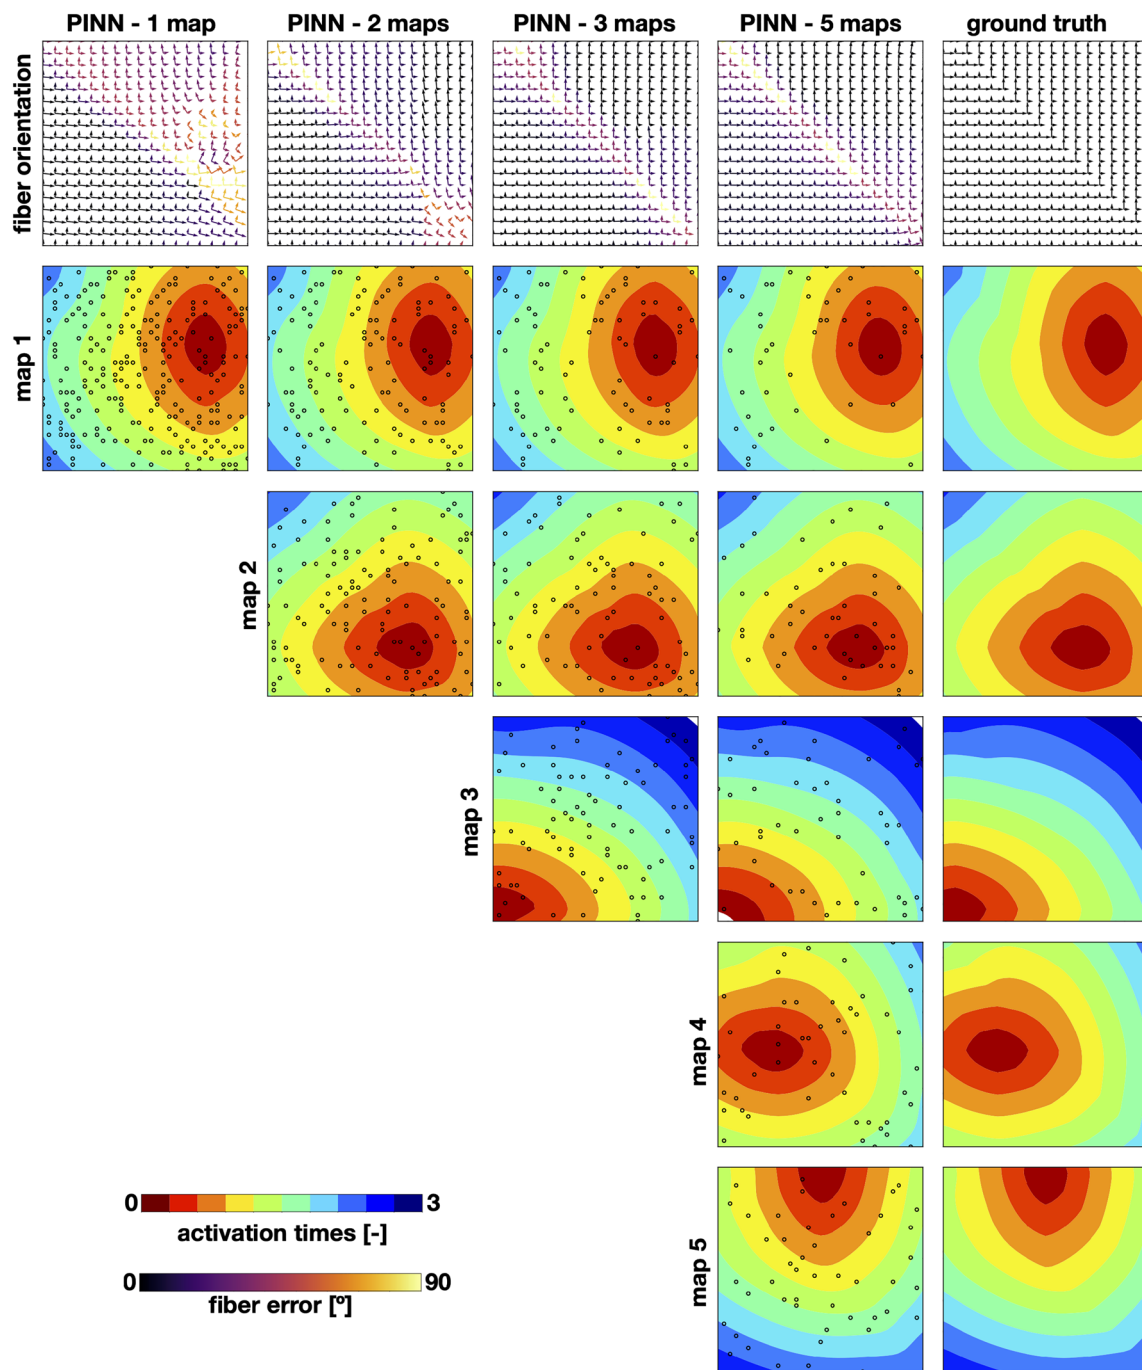 PINN - 1 map
PINN - 2 maps
PINN - 3 maps
PINN - 5 maps
ground truth
fiber orientation
map 1
map 2
map 3
map 4
map 5
0 3
activation times [-]
0 90
fiber error [º]